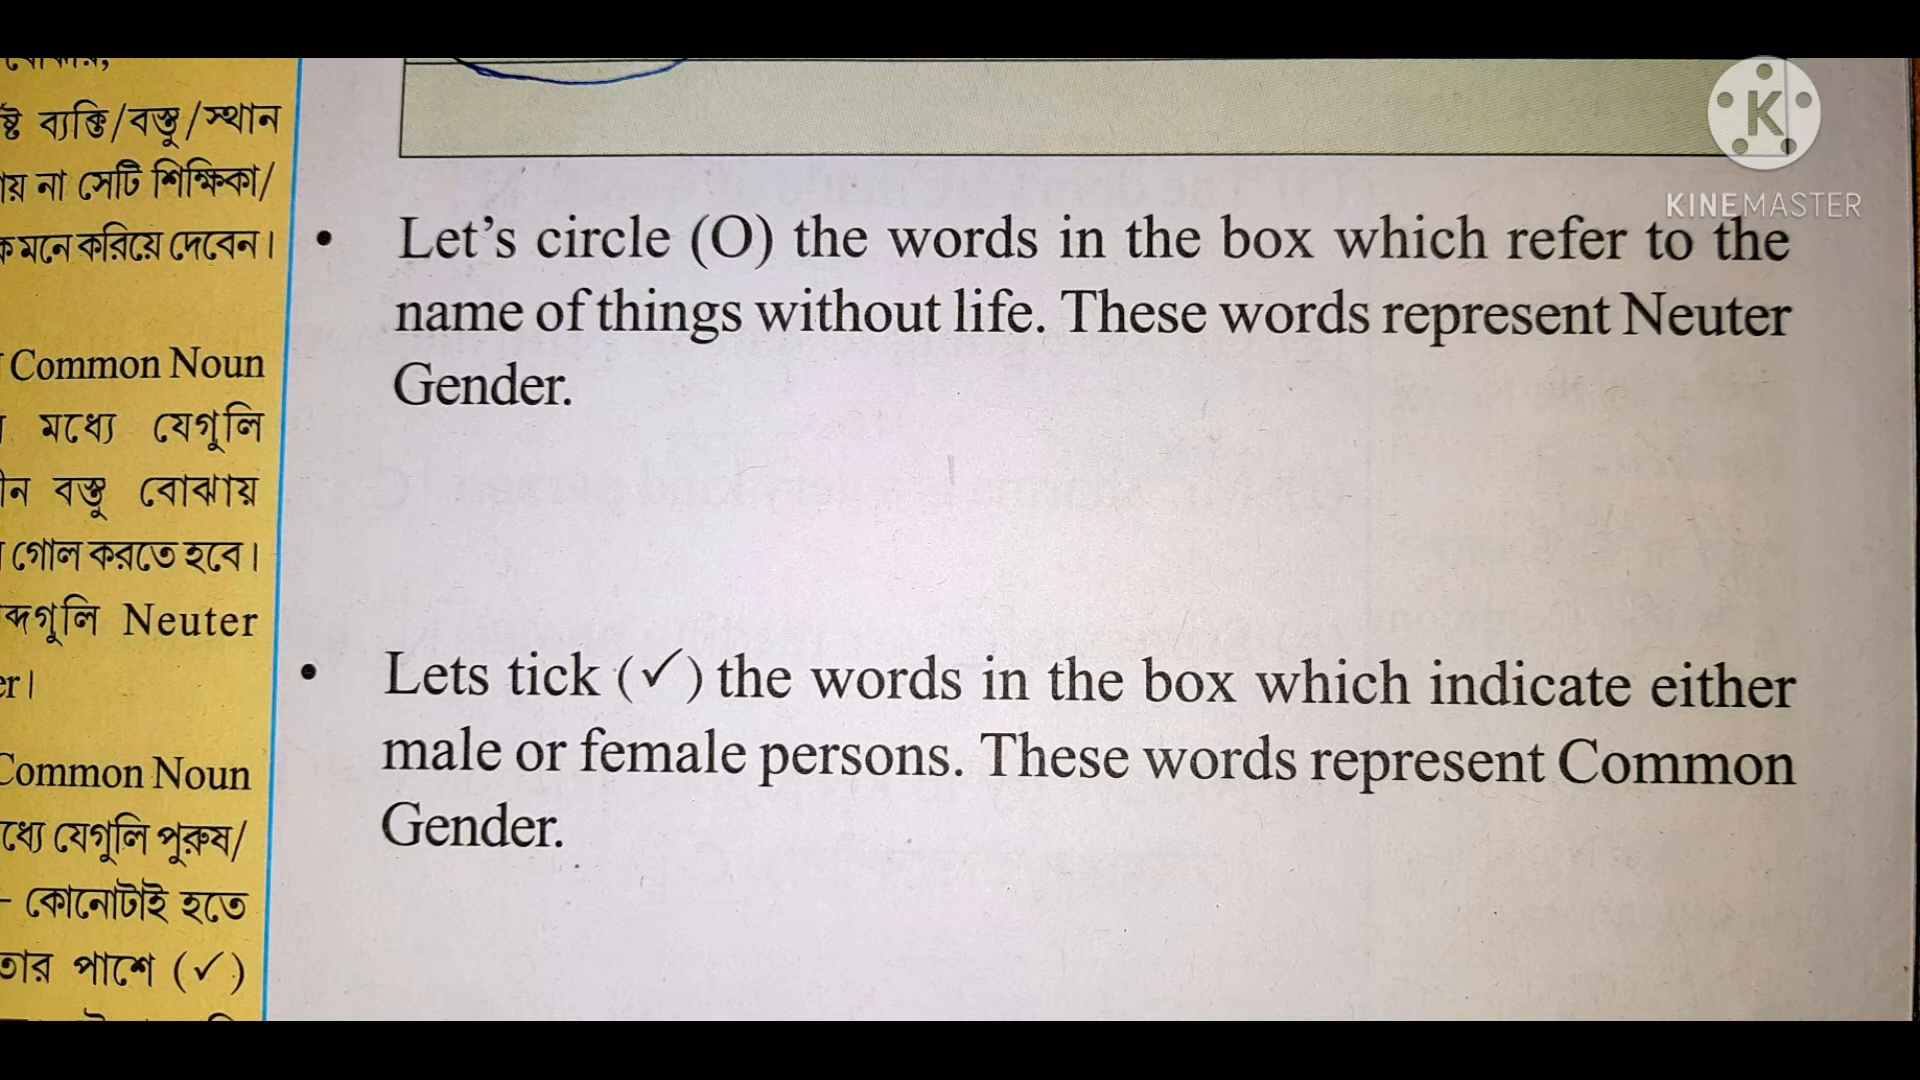 ব্যক্তি/বস্তু/স্থান
না সেটি শিক্ষিকা/
মনে করিয়ে দেবেন।
Common Noun
মধ্যে যেগুলি
বস্তু বোঝায়
গোল করতে হবে।
Neuter
Common Noun
যেগুলি পুরুষ/
- কোনোটাই হতে
পাশে (✓)
K
KINEMASTER
• Let's circle (O) the words in the box which refer to the
name of things without life. These words represent Neuter
Gender.
• Lets tick (✓) the words in the box which indicate either
male or female persons. These words represent Common
Gender.